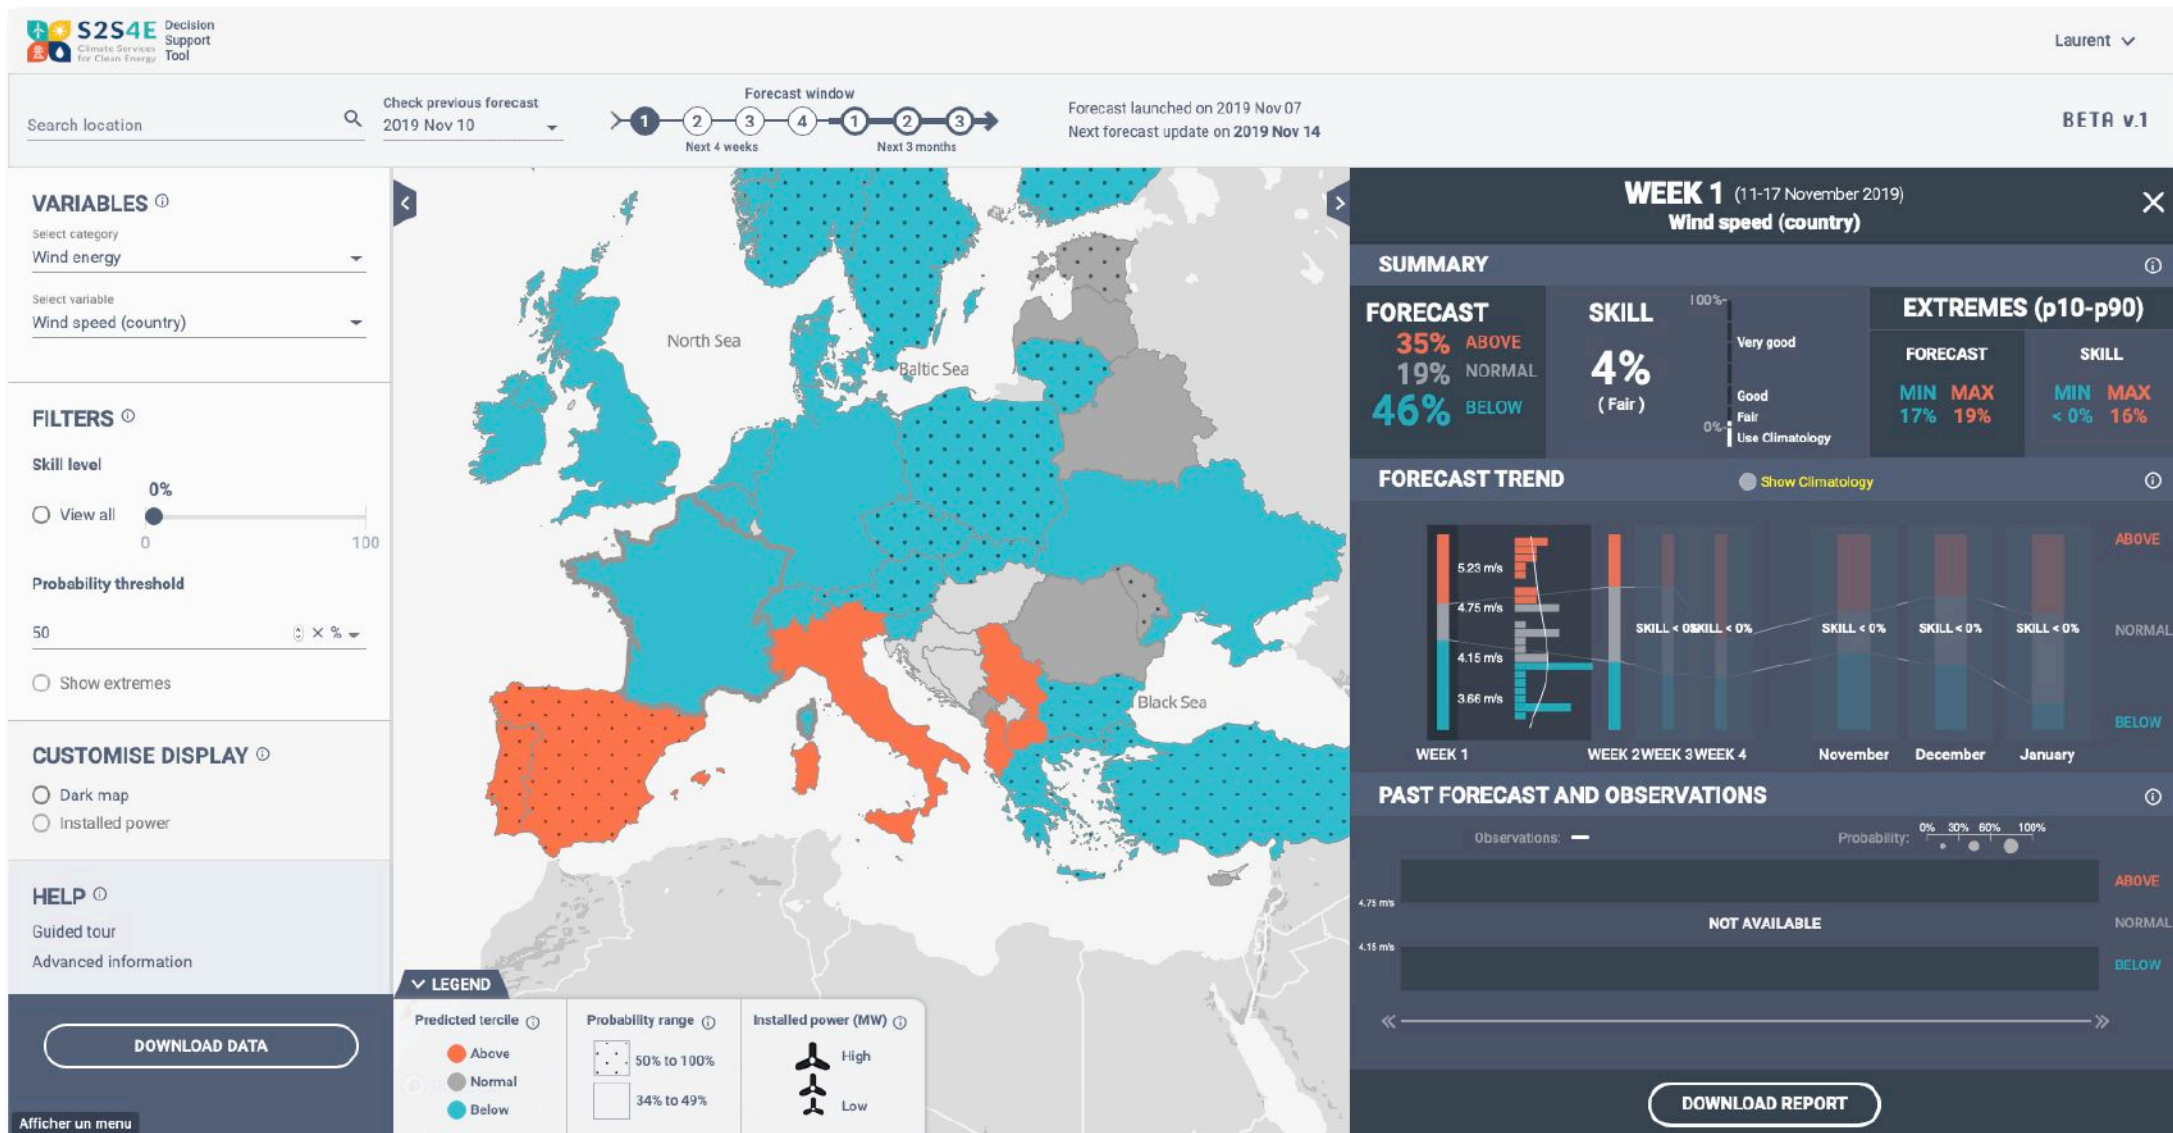 S2S4E
Climate Services
for Clean Energy
Decision
Support
Tool
Laurent
Search location
Check previous forecast
2019 Nov 10
Forecast window
1 2 3 4 1 2 3
Next 4 weeks
Next 3 months
Forecast launched on 2019 Nov 07
Next forecast update on 2019 Nov 14
BETA v.1
VARIABLES
Select category
Wind energy
Select variable
Wind speed (country)
FILTERS
Skill level
0%
View all
0 100
Probability threshold
50 × %
Show extremes
CUSTOMISE DISPLAY
Dark map
Installed power
HELP
Guided tour
Advanced information
DOWNLOAD DATA
Afficher un menu
North Sea
Baltic Sea
Black Sea
LEGEND
Predicted tercile
Above
Normal
Below
Probability range
50% to 100%
34% to 49%
Installed power (MW)
High
Low
WEEK 1 (11-17 November 2019)
Wind speed (country)
SUMMARY
FORECAST
35% ABOVE
19% NORMAL
46% BELOW
SKILL
4%
( Fair )
100%
Very good
Good
Fair
0%
Use Climatology
EXTREMES (p10-p90)
FORECAST
MIN MAX
17% 19%
SKILL
MIN MAX
< 0% 16%
FORECAST TREND
Show Climatology
5.23 m/s
4.75 m/s
4.15 m/s
3.66 m/s
SKILL < 0% SKILL < 0% SKILL < 0% SKILL < 0% SKILL < 0%
ABOVE
NORMAL
BELOW
WEEK 1 WEEK 2 WEEK 3 WEEK 4 November December January
PAST FORECAST AND OBSERVATIONS
Observations:
Probability: 0% 30% 60% 100%
ABOVE
4.75 m/s
NOT AVAILABLE
NORMAL
4.15 m/s
BELOW
DOWNLOAD REPORT